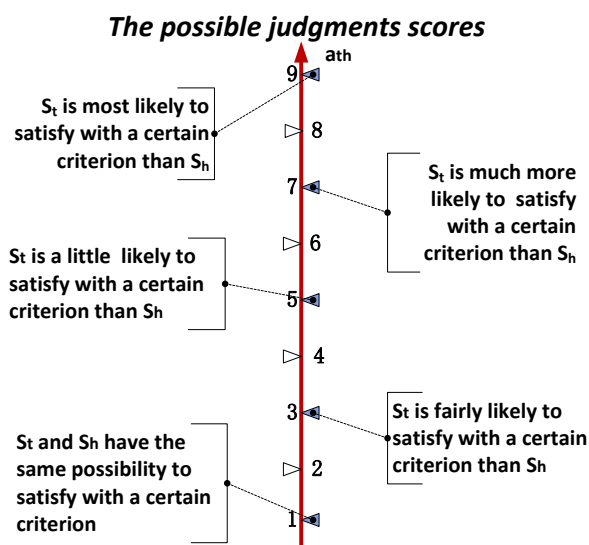 The possible judgments scores
ath
9
St is most likely to
satisfy with a certain
criterion than Sh
8
7
St is much more
likely to satisfy
with a certain
criterion than Sh
6
St is a little likely to
satisfy with a certain
criterion than Sh
5
4
3
St is fairly likely to
satisfy with a certain
criterion than Sh
St and Sh have the
same possibility to
satisfy with a certain
criterion
2
1